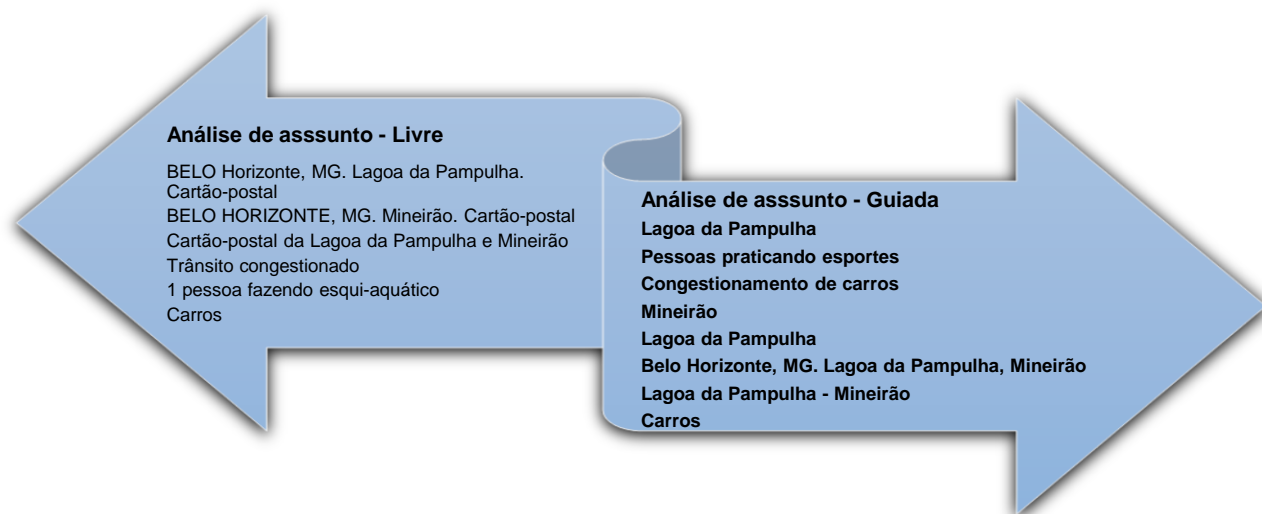 Análise de asssunto - Livre
BELO Horizonte, MG. Lagoa da Pampulha.
Cartão-postal
BELO HORIZONTE, MG. Mineirão. Cartão-postal
Cartão-postal da Lagoa da Pampulha e Mineirão
Trânsito congestionado
1 pessoa fazendo esqui-aquático
Carros
Análise de asssunto - Guiada
Lagoa da Pampulha
Pessoas praticando esportes
Congestionamento de carros
Mineirão
Lagoa da Pampulha
Belo Horizonte, MG. Lagoa da Pampulha, Mineirão
Lagoa da Pampulha - Mineirão
Carros